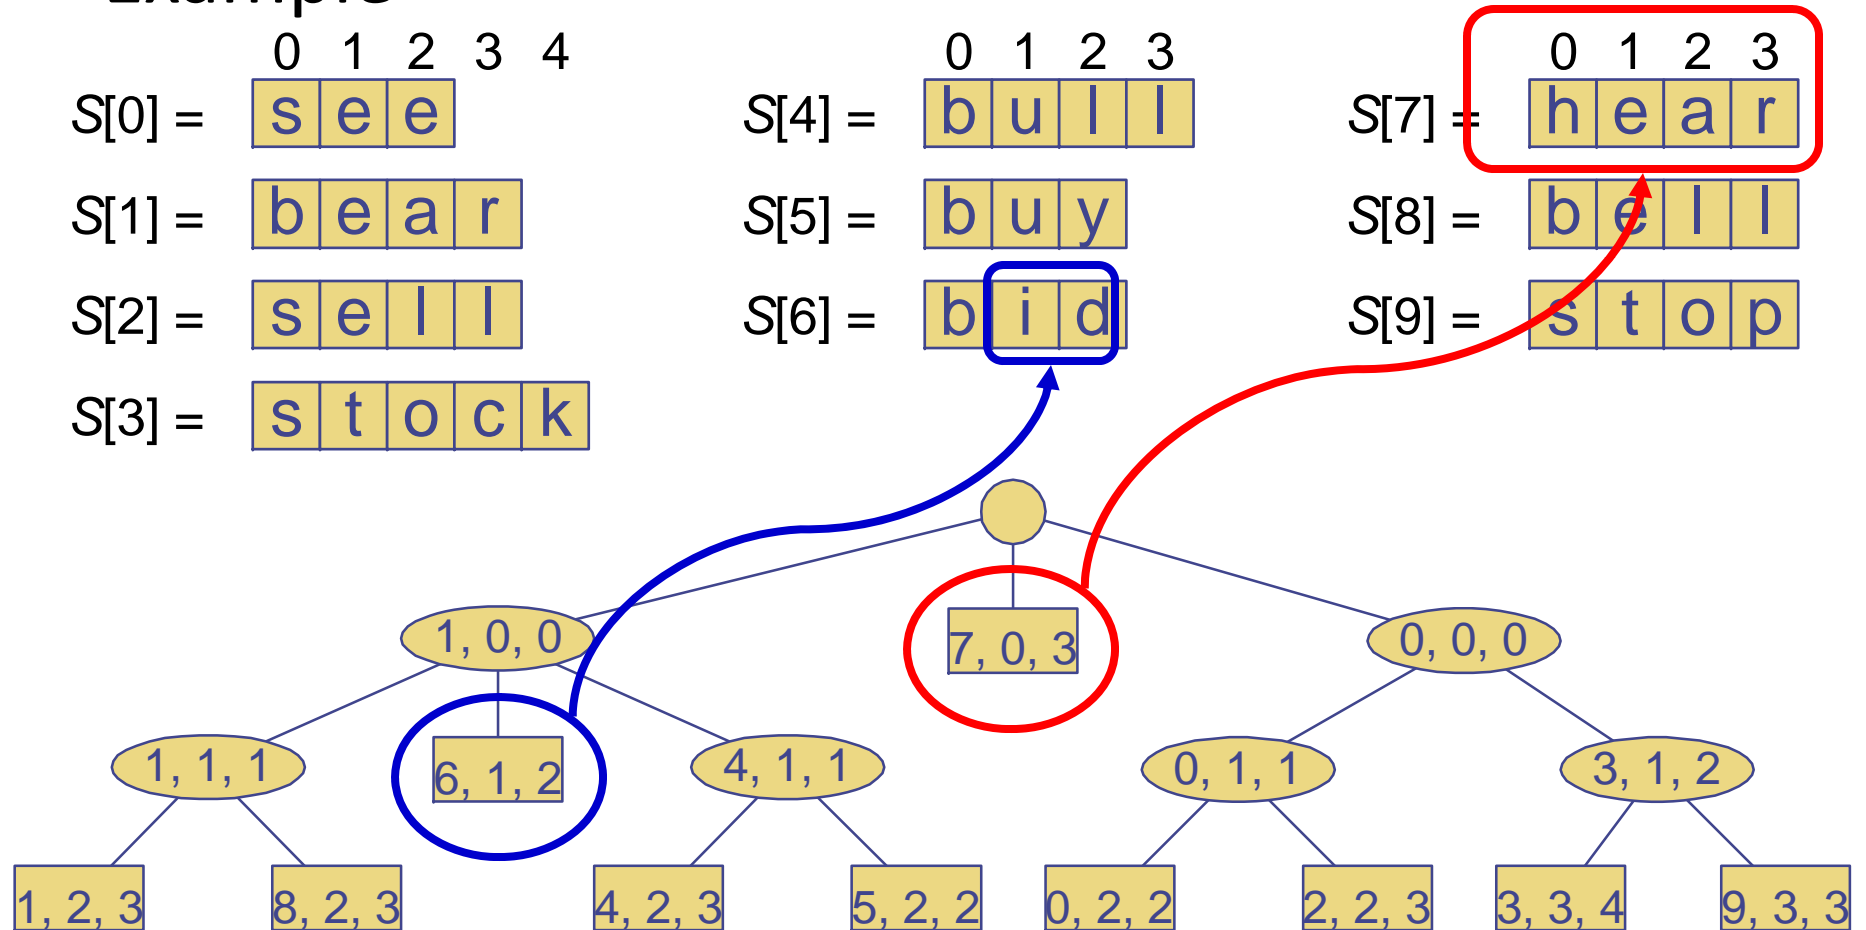 Example
0 1 2 3 4
0 1 2 3
0 1 2 3
S[0] = s e e
S[4] = b u l l
S[7] = h e a r
S[1] = b e a r
S[5] = b u y
S[8] = b e l l
S[2] = s e l l
S[6] = b i d
S[9] = s t o p
S[3] = s t o c k
1, 0, 0
7, 0, 3
0, 0, 0
1, 1, 1
6, 1, 2
4, 1, 1
0, 1, 1
3, 1, 2
1, 2, 3
8, 2, 3
4, 2, 3
5, 2, 2
0, 2, 2
2, 2, 3
3, 3, 4
9, 3, 3